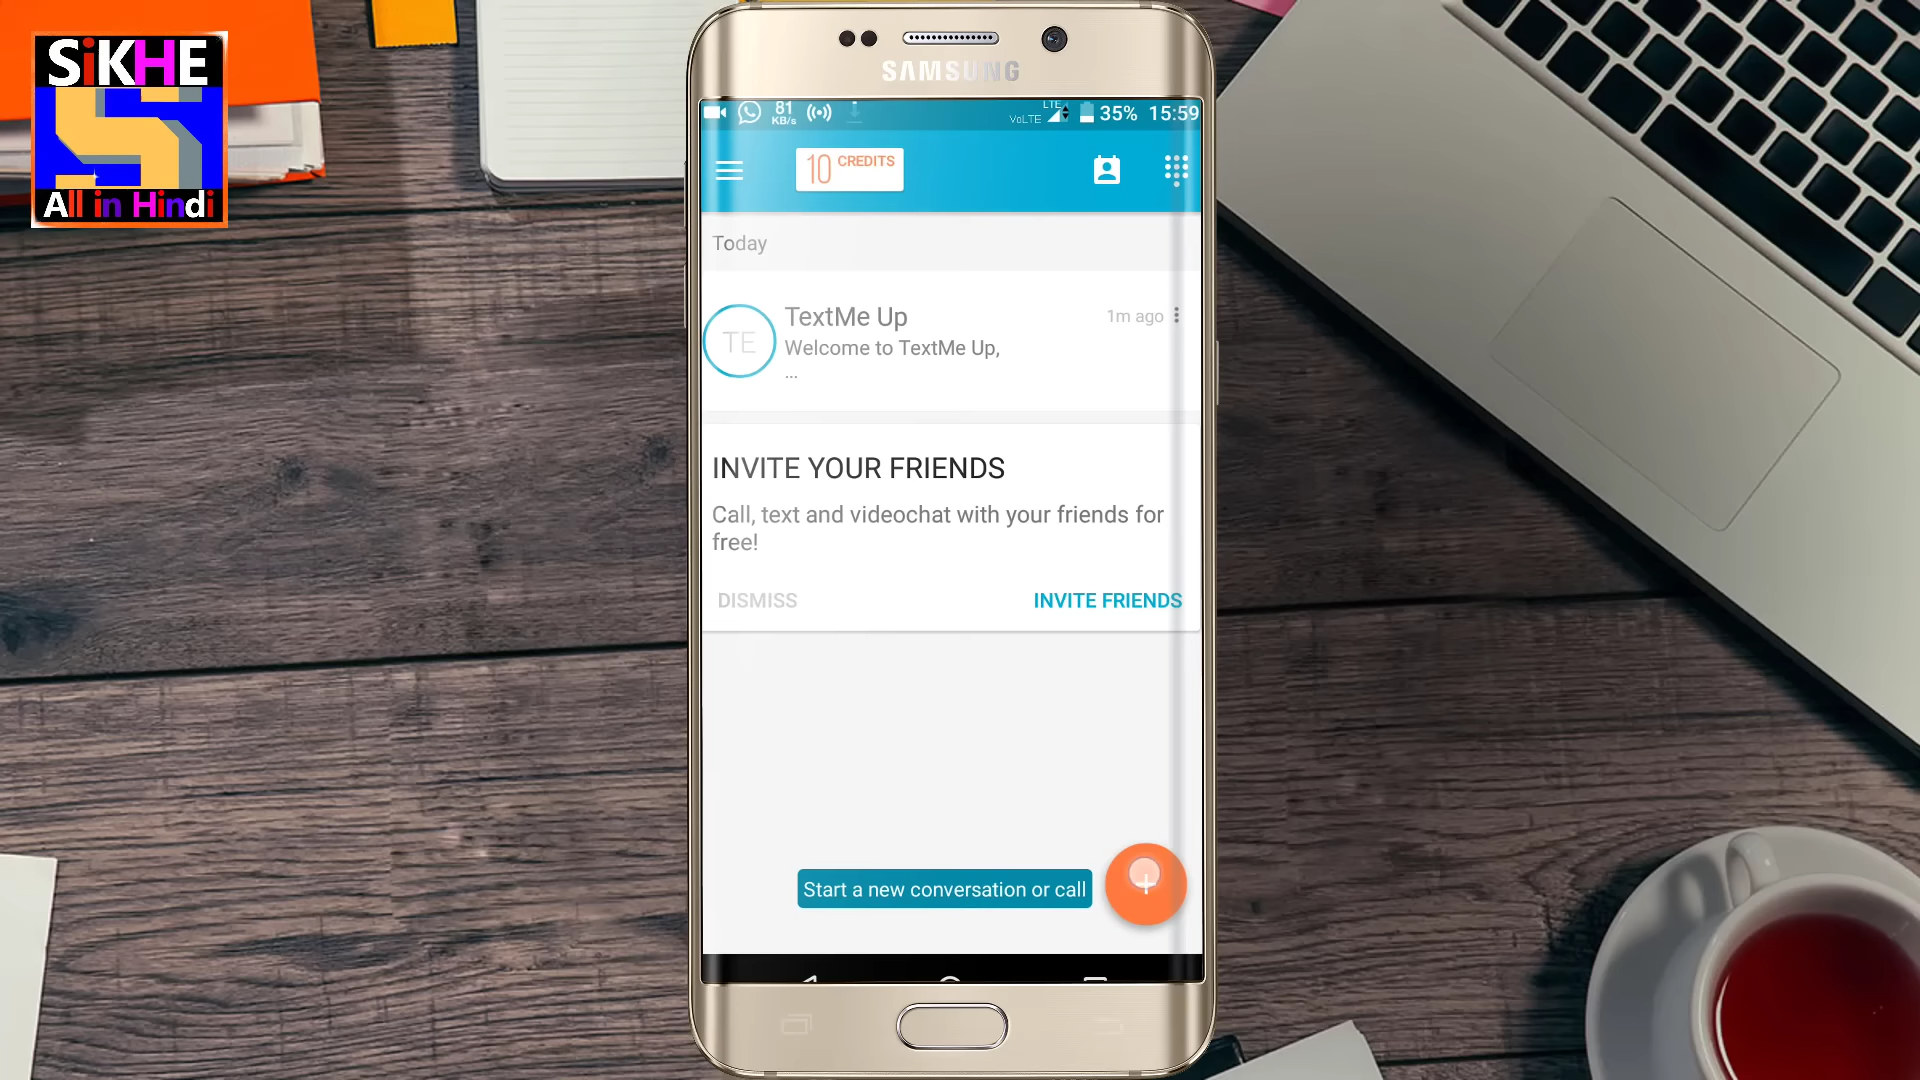 SiKHE
All in Hindi
SAMSUNG
81
KB/s
LTE
VoLTE
35%
15:59
10 CREDITS
Today
TE
TextMe Up
1m ago
Welcome to TextMe Up,
...
INVITE YOUR FRIENDS
Call, text and videochat with your friends for
free!
DISMISS
INVITE FRIENDS
Start a new conversation or call